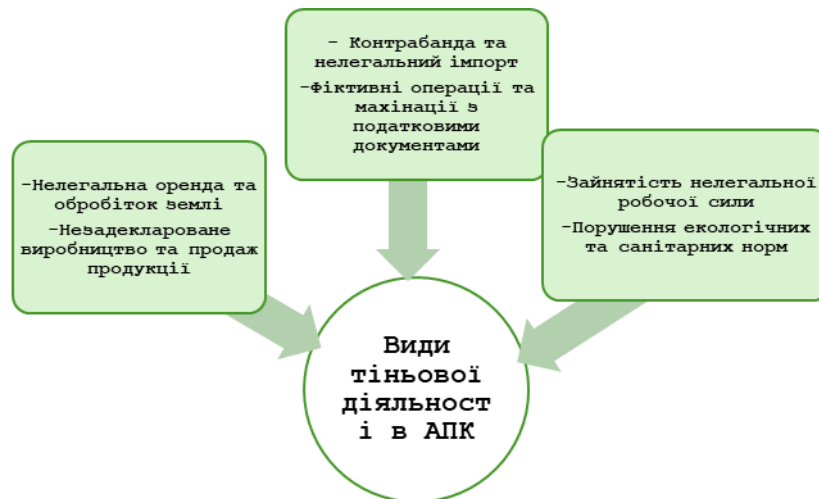 - Контрабанда та
нелегальний імпорт
-Фіктивні операції та
махінації з
податковими
документами
-Нелегальна оренда та
обробіток землі
-Незадеклароване
виробництво та продаж
продукції
-Зайнятість нелегальної
робочої сили
-Порушення екологічних
та санітарних норм
Види
тіньової
діяльност
і в АПК